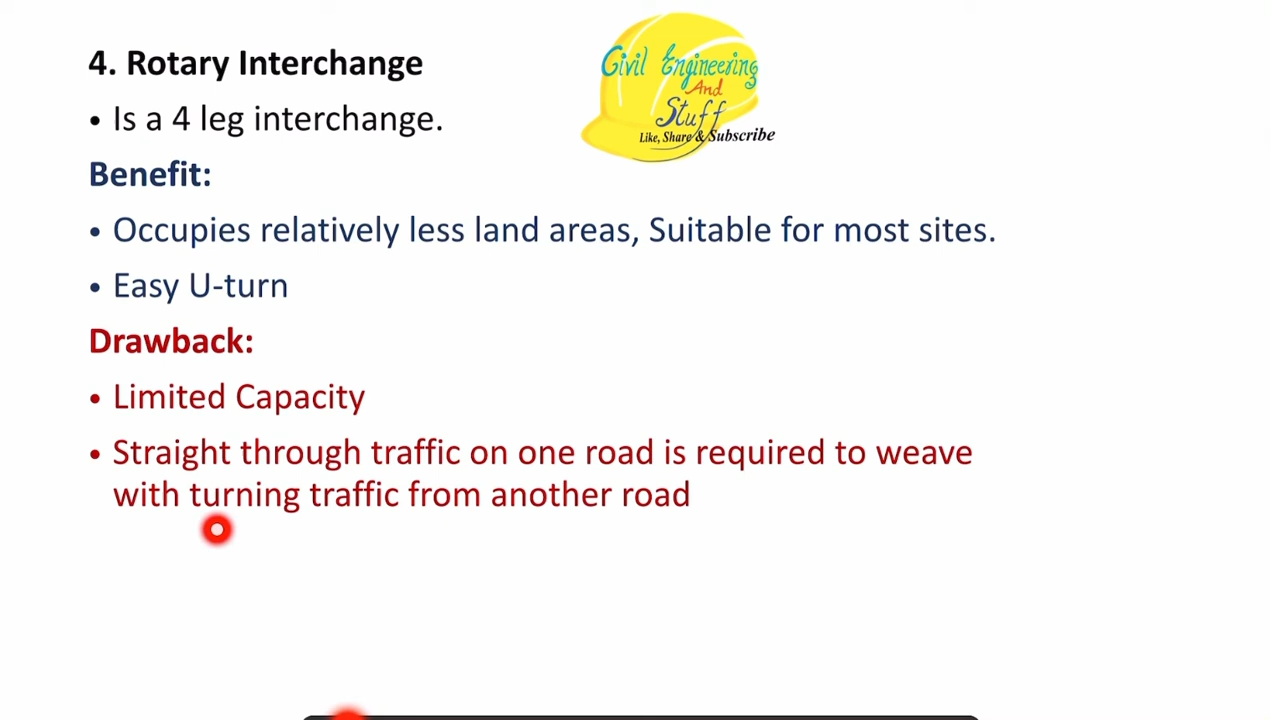 4. Rotary Interchange
Civil Engineering
And
Stuff
Like, Share & Subscribe
• Is a 4 leg interchange.
Benefit:
• Occupies relatively less land areas, Suitable for most sites.
• Easy U-turn
Drawback:
• Limited Capacity
• Straight through traffic on one road is required to weave
with turning traffic from another road